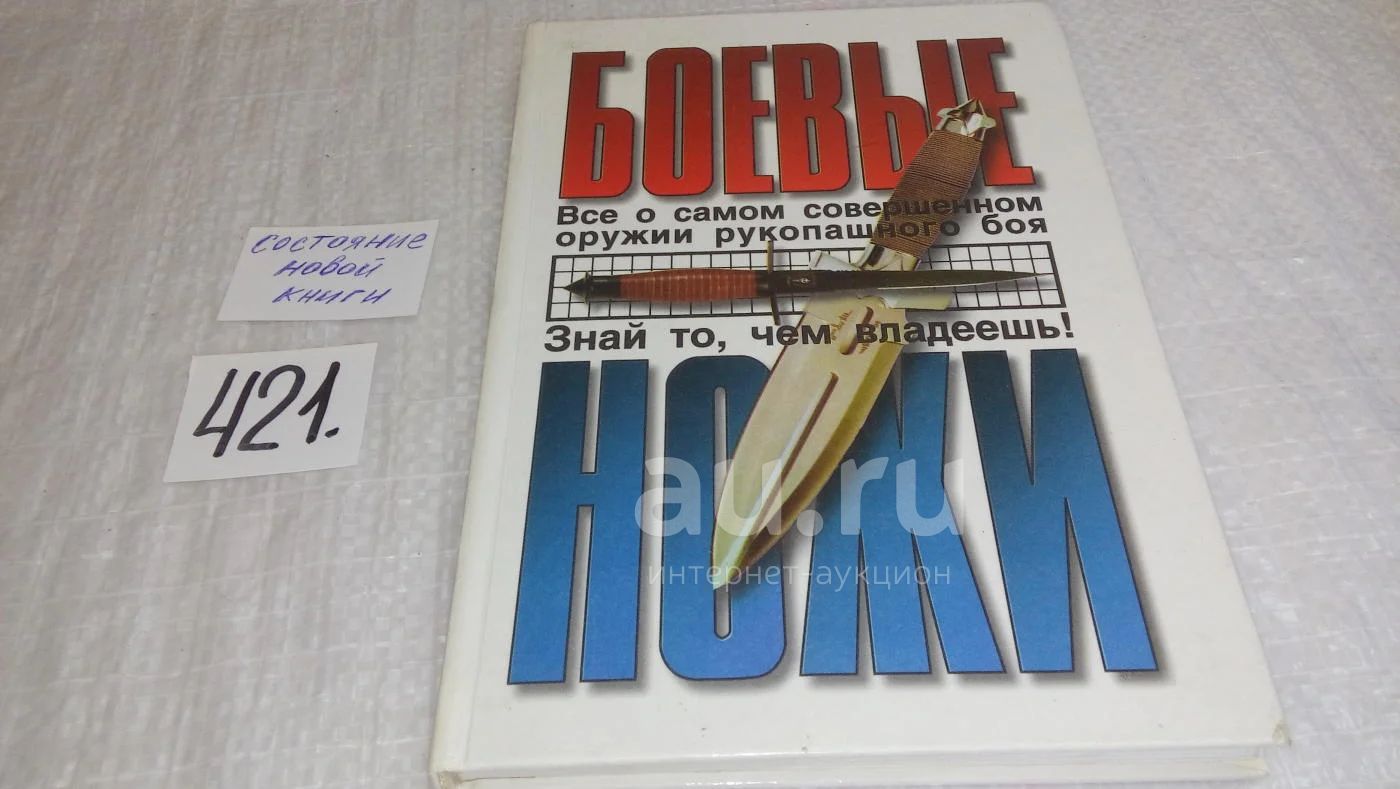 БОЕВЫЕ
Все о самом совершенном
оружии рукопашного боя
Знай то, чем владеешь!
НОЖИ
состояние
новой
книги
421.
au.ru
интернет-аукцион